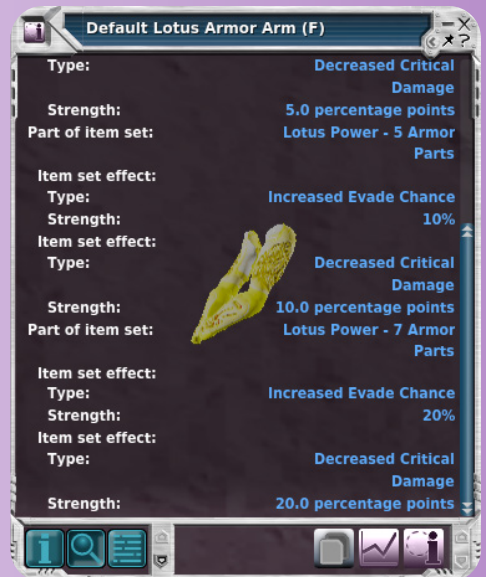 Default Lotus Armor Arm (F)
Type: Decreased Critical
Damage
Strength: 5.0 percentage points
Part of item set: Lotus Power - 5 Armor
Parts
Item set effect:
Type: Increased Evade Chance
Strength: 10%
Item set effect:
Type: Decreased Critical
Damage
Strength: 10.0 percentage points
Part of item set: Lotus Power - 7 Armor
Parts
Item set effect:
Type: Increased Evade Chance
Strength: 20%
Item set effect:
Type: Decreased Critical
Damage
Strength: 20.0 percentage points